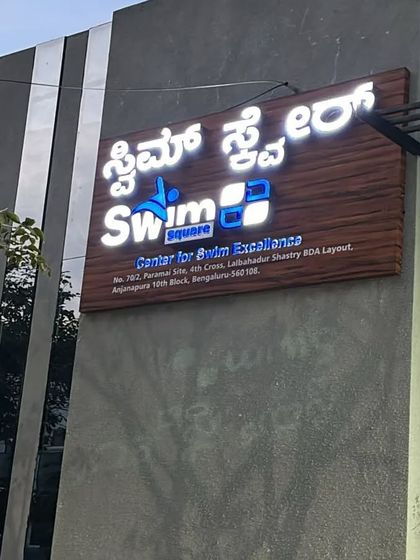 ಸ್ವಿಮ್ ಸ್ಕ್ವೇರ್
Swim
Square
Center for Swim Excellence
No. 70/2, Paramai Site, 4th Cross, Lalbahadur Shastry BDA Layout,
Anjanapura 10th Block, Bengaluru-560108.